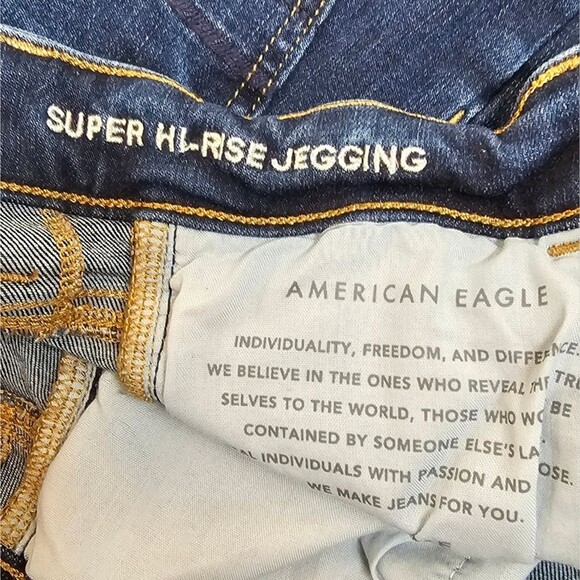 SUPER HI-RISE JEGGING
AMERICAN EAGLE
INDIVIDUALITY, FREEDOM, AND
WE BELIEVE IN THE ONES WHO REVEAL
SELVES TO THE WORLD, THOSE WHO BE
CONTAINED BY SOMEONE ELSE'S
INDIVIDUALS WITH PASSION AND
WE MAKE JEANS FOR YOU.